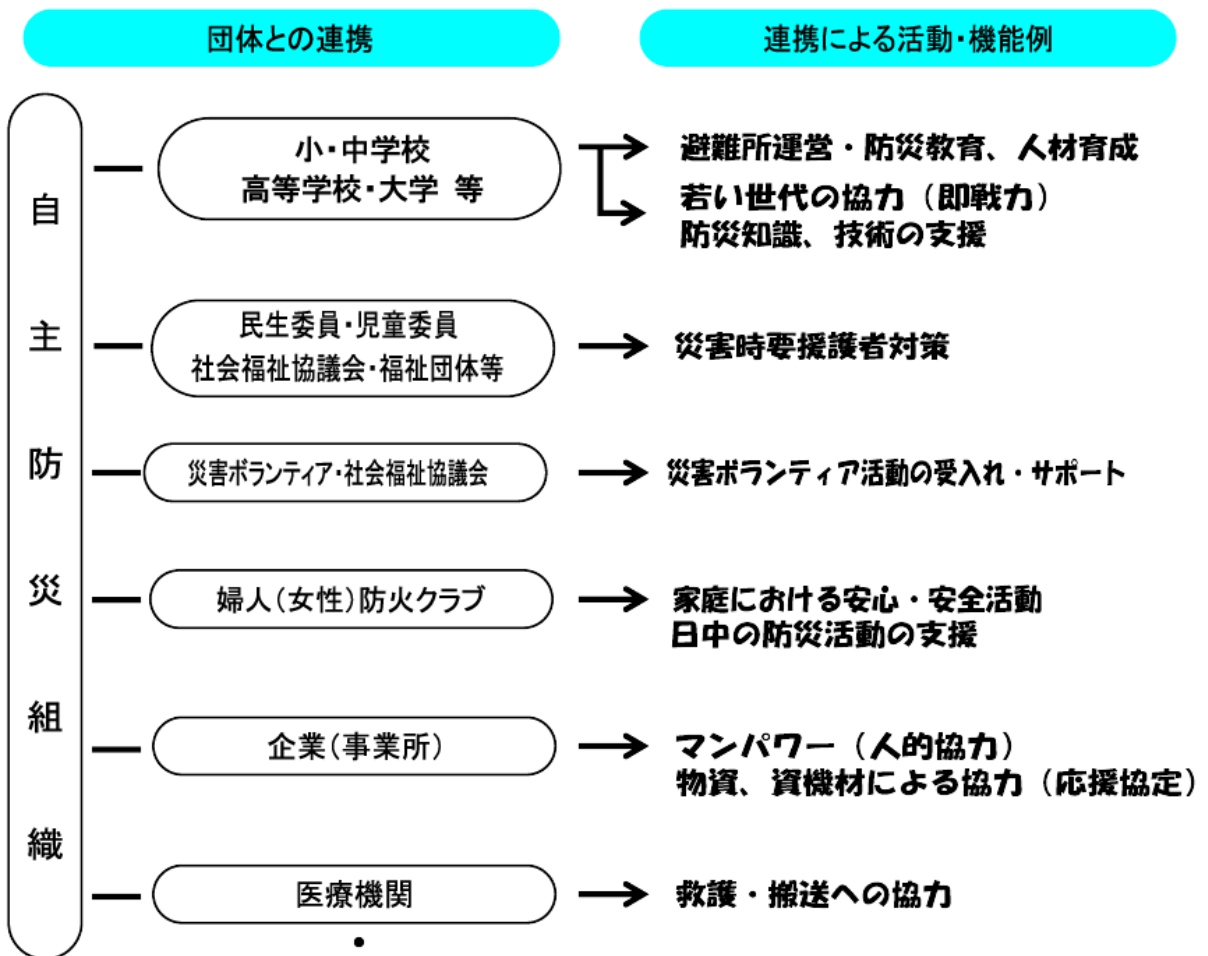 団体との連携
連携による活動・機能例
自主防災組織
小・中学校
高等学校・大学 等
避難所運営・防災教育、人材育成
若い世代の協力（即戦力）
防災知識、技術の支援
民生委員・児童委員
社会福祉協議会・福祉団体等
災害時要援護者対策
災害ボランティア・社会福祉協議会
災害ボランティア活動の受入れ・サポート
婦人（女性）防火クラブ
家庭における安心・安全活動
日中の防災活動の支援
企業（事業所）
マンパワー（人的協力）
物資、資機材による協力（応援協定）
医療機関
救護・搬送への協力